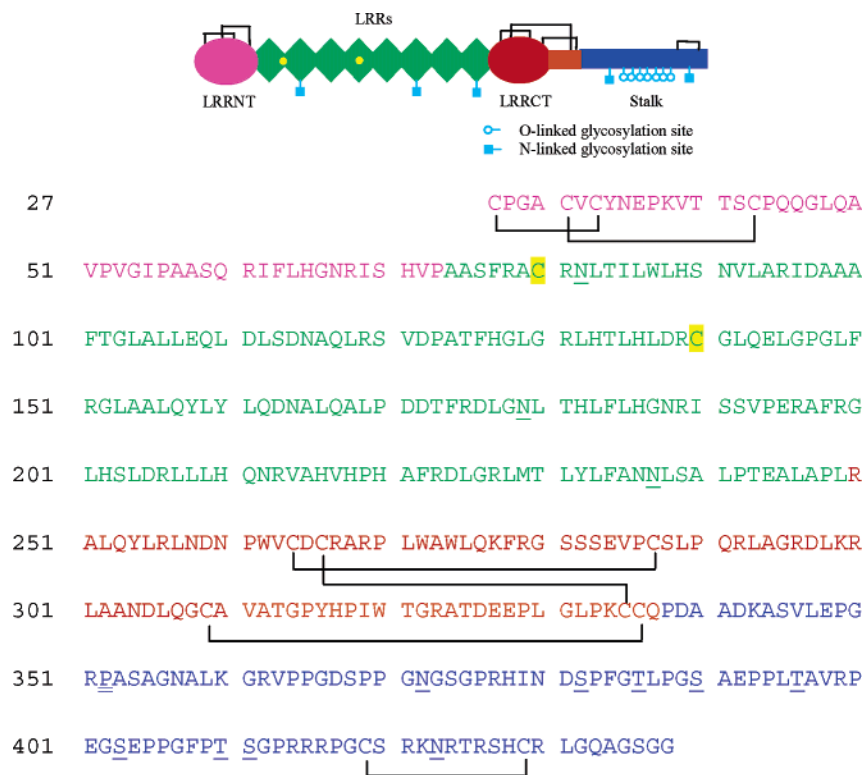 LRRs
LRRNT
LRRCT
Stalk
O-linked glycosylation site
N-linked glycosylation site
27 CPGA CVCYNEPKVT TSCPQQGLQA
51 VPVGIPAASQ RIFLHGNRIS HVPAASFRAC RNLTILWLHS NVLARIDAAA
101 FTGLALLEQL DLSDNAQLRS VDPATFHGLG RLHTLHLDRC GLQELGPGLF
151 RGLAALQYLY LQDNALQALP DDTFRDLGNL THLFLHGNRI SSVPERAFRG
201 LHSLDRLLLH QNRVAHVHPH AFRDLGRLMT LYLFANNLSA LPTEALAPLR
251 ALQYLRLNDN PWVCDCRARP LWAWLQKFRG SSSEVPCSLP QRLAGRDLKR
301 LAANDLQGCA VATGPYHPIW TGRATDEEPL GLPKCCQPDA ADKASVLEPG
351 RPASAGNALK GRVPPGDSPP GNGSGPRHIN DSPFGTLPGS AEPPLTAVRP
401 EGSEPPGFPT SGPRRRPGCS RKNRTRSHCR LGQAGSGG